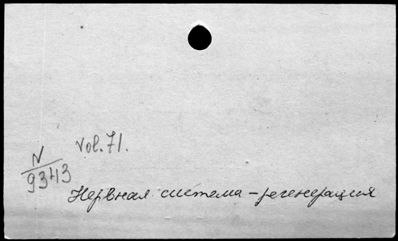 vol. 71.
N
9343
Нервная система – регенерация